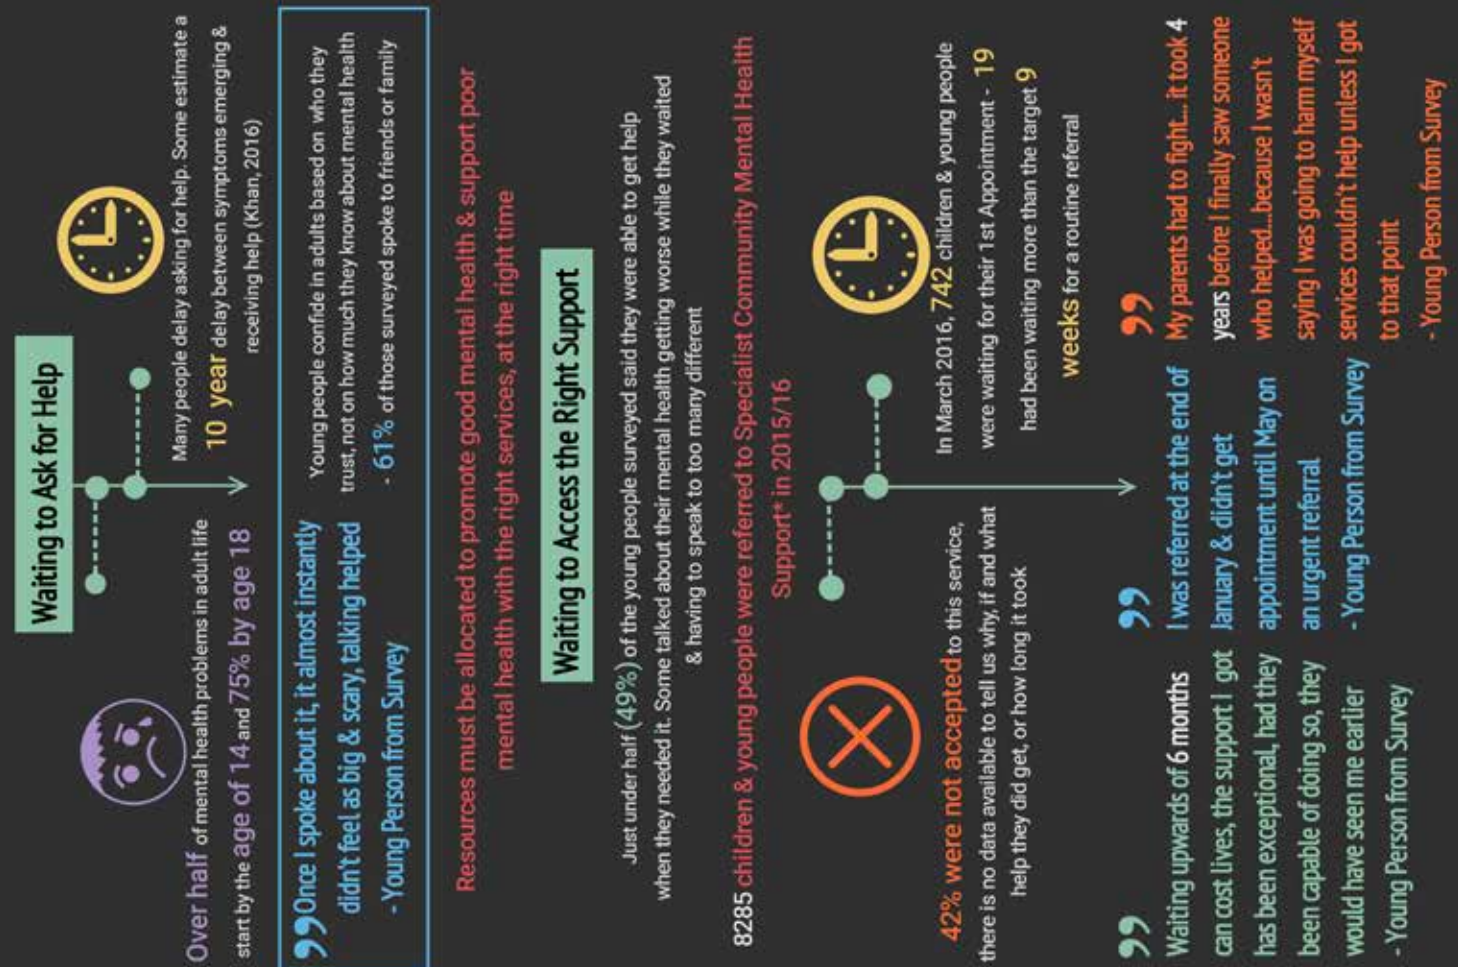 Waiting to Ask for Help
Over half of mental health problems in adult life
start by the age of 14 and 75% by age 18
Many people delay asking for help. Some estimate a
10 year delay between symptoms emerging &
receiving help (Khan, 2016)
”Once I spoke about it, it almost instantly
didn't feel as big & scary, talking helped
- Young Person from Survey
Young people confide in adults based on who they
trust, not on how much they know about mental health
- 61% of those surveyed spoke to friends or family
Resources must be allocated to promote good mental health & support poor
mental health with the right services, at the right time
Waiting to Access the Right Support
Just under half (49%) of the young people surveyed said they were able to get help
when they needed it. Some talked about their mental health getting worse while they waited
& having to speak to too many different
8285 children & young people were referred to Specialist Community Mental Health
Support* in 2015/16
42% were not accepted to this service,
there is no data available to tell us why, if and what
help they did get, or how long it took
In March 2016, 742 children & young people
were waiting for their 1st Appointment - 19
had been waiting more than the target 9
weeks for a routine referral
”
Waiting upwards of 6 months
can cost lives, the support I got
has been exceptional, had they
been capable of doing so, they
would have seen me earlier
- Young Person from Survey
”
I was referred at the end of
January & didn't get
appointment until May on
an urgent referral
- Young Person from Survey
”
My parents had to fight... it took 4
years before I finally saw someone
who helped...because I wasn't
saying I was going to harm myself
services couldn't help unless I got
to that point
- Young Person from Survey